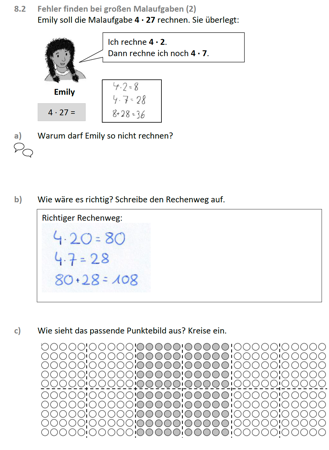 8.2 Fehler finden bei großen Malaufgaben (2)
Emily soll die Malaufgabe 4 · 27 rechnen. Sie überlegt:
Ich rechne 4 · 2.
Dann rechne ich noch 4 · 7.
Emily
4 · 27 =
4·2=8
4·7=28
8+28=36
a) Warum darf Emily so nicht rechnen?
b) Wie wäre es richtig? Schreibe den Rechenweg auf.
Richtiger Rechenweg:
4·20=80
4·7=28
80+28=108
c) Wie sieht das passende Punktebild aus? Kreise ein.